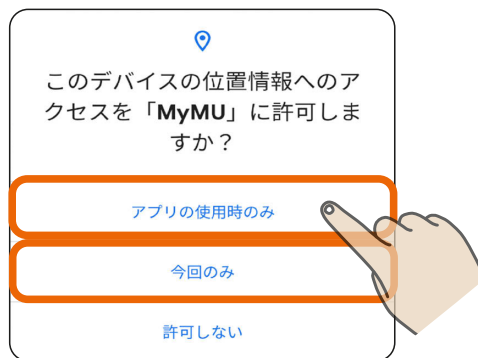 このデバイスの位置情報へのア
クセスを「MyMU」に許可しま
すか？
アプリの使用時のみ
今回のみ
許可しない